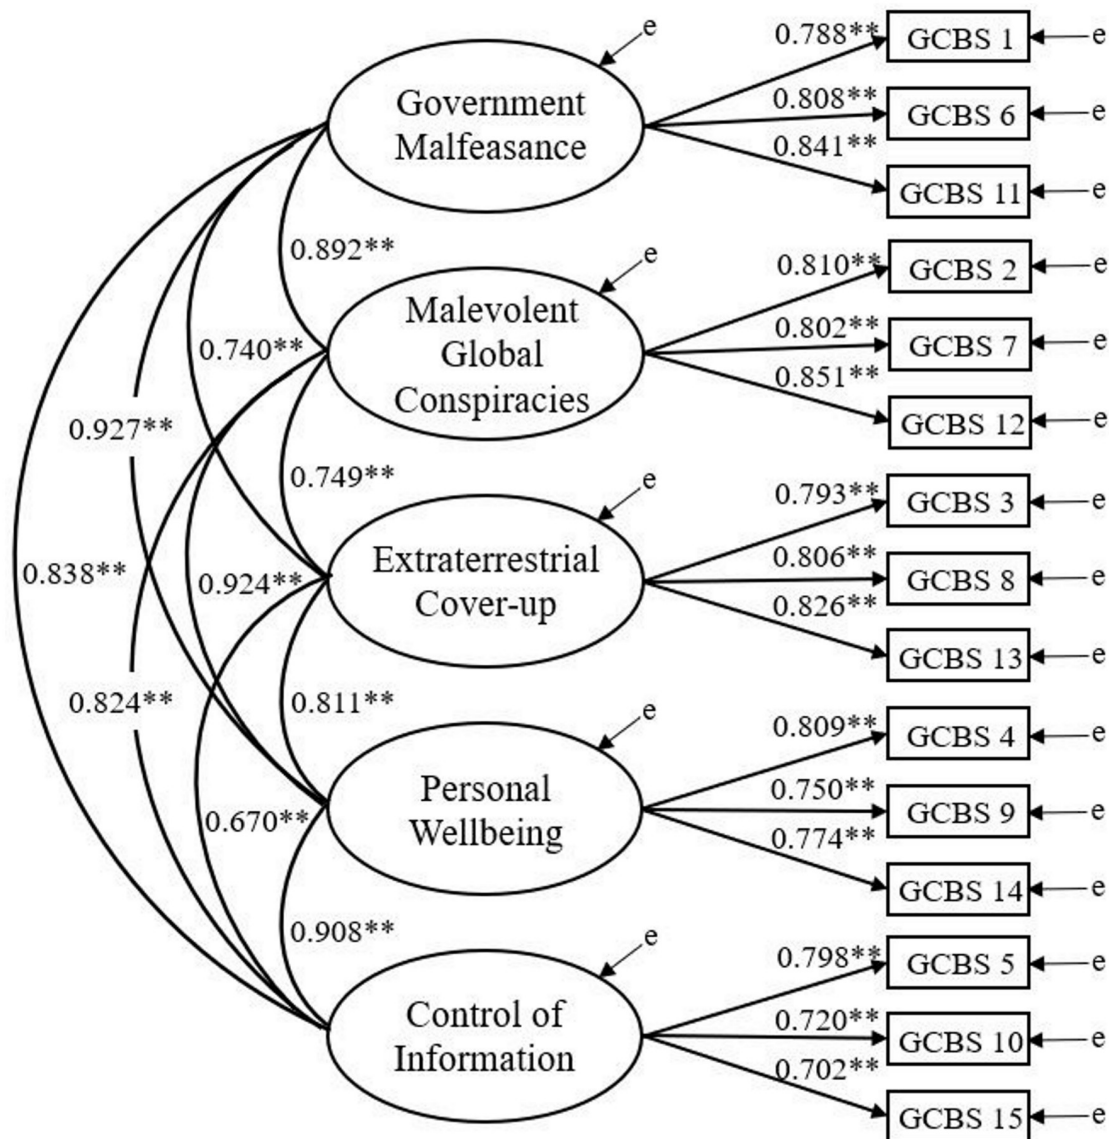 e
0.788**
GCBS 1
e
Government
Malfeasance
0.808**
GCBS 6
e
0.841**
GCBS 11
e
0.892**
e
0.810**
GCBS 2
e
Malevolent
Global
Conspiracies
0.802**
GCBS 7
e
0.851**
GCBS 12
e
0.740**
0.927**
0.749**
e
0.793**
GCBS 3
e
Extraterrestrial
Cover-up
0.806**
GCBS 8
e
0.826**
GCBS 13
e
0.838**
0.924**
0.824**
0.811**
e
0.809**
GCBS 4
e
Personal
Wellbeing
0.750**
GCBS 9
e
0.774**
GCBS 14
e
0.670**
0.908**
e
0.798**
GCBS 5
e
Control of
Information
0.720**
GCBS 10
e
0.702**
GCBS 15
e